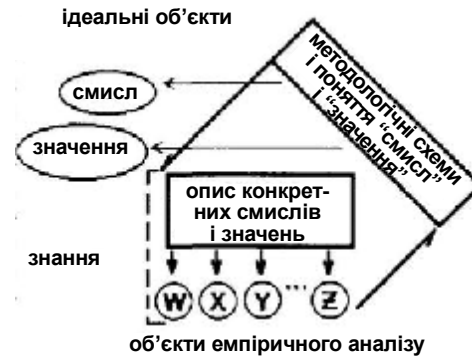 ідеальні об’єкти
методологічні схеми
і поняття “смисл”
і “значення”
смисл
значення
опис конкрет-
них смислів
і значень
знання
W X Y ... Z
об’єкти емпіричного аналізу